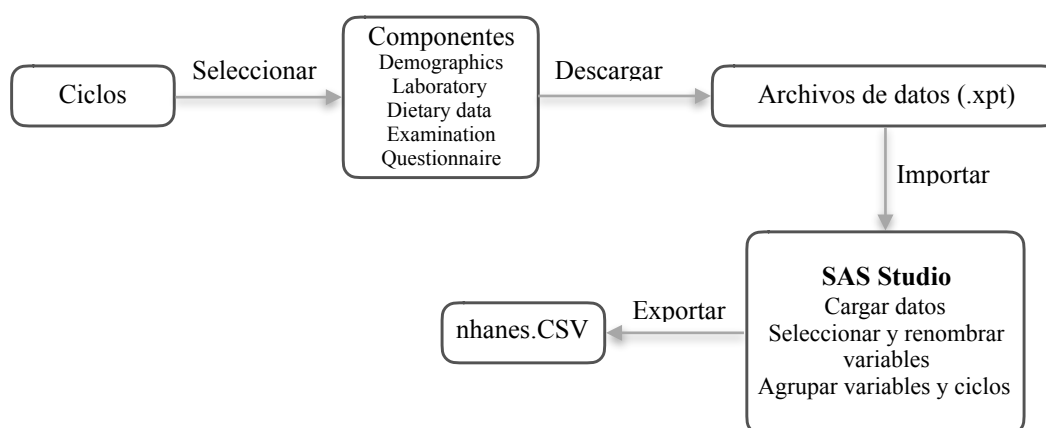 Ciclos
Seleccionar
Componentes
Demographics
Laboratory
Dietary data
Examination
Questionnaire
Descargar
Archivos de datos (.xpt)
Importar
SAS Studio
Cargar datos
Seleccionar y renombrar
variables
Agrupar variables y ciclos
Exportar
nhanes.CSV